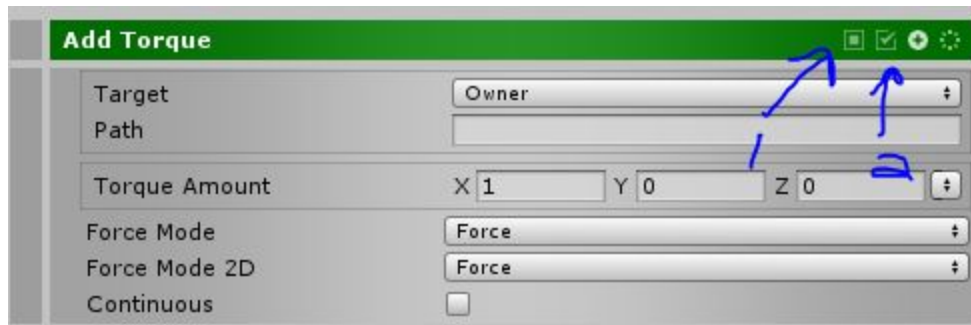 Add Torque
Target Owner
Path
Torque Amount X 1 Y 0 Z 0
Force Mode Force
Force Mode 2D Force
Continuous
1 2